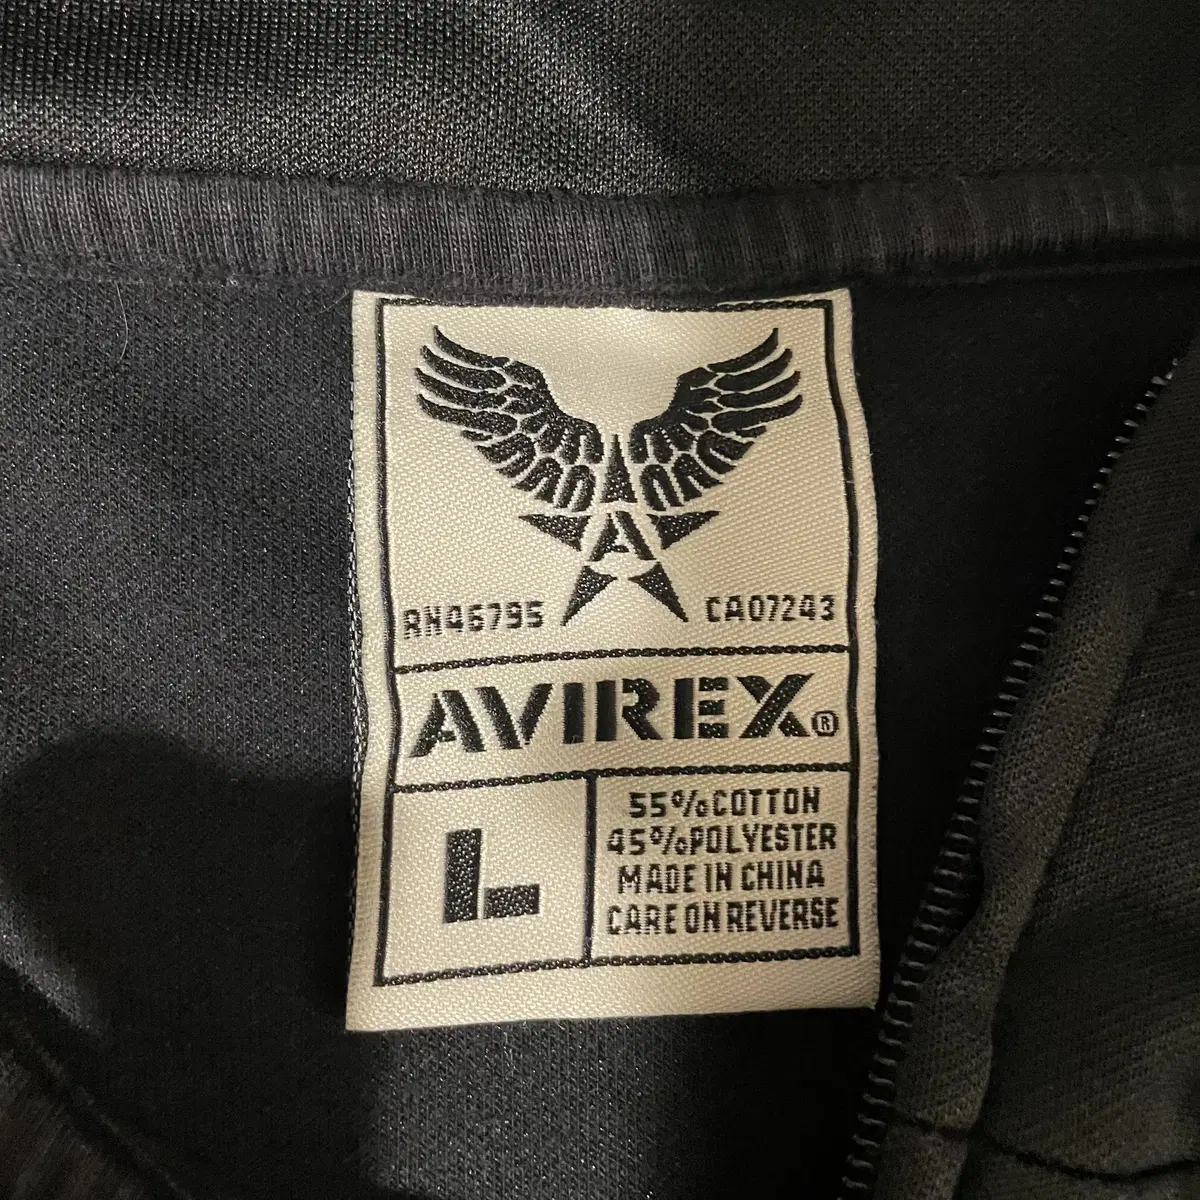 A
RN46795 CA07243
AVIREX®
L
55%COTTON
45%POLYESTER
MADE IN CHINA
CARE ON REVERSE